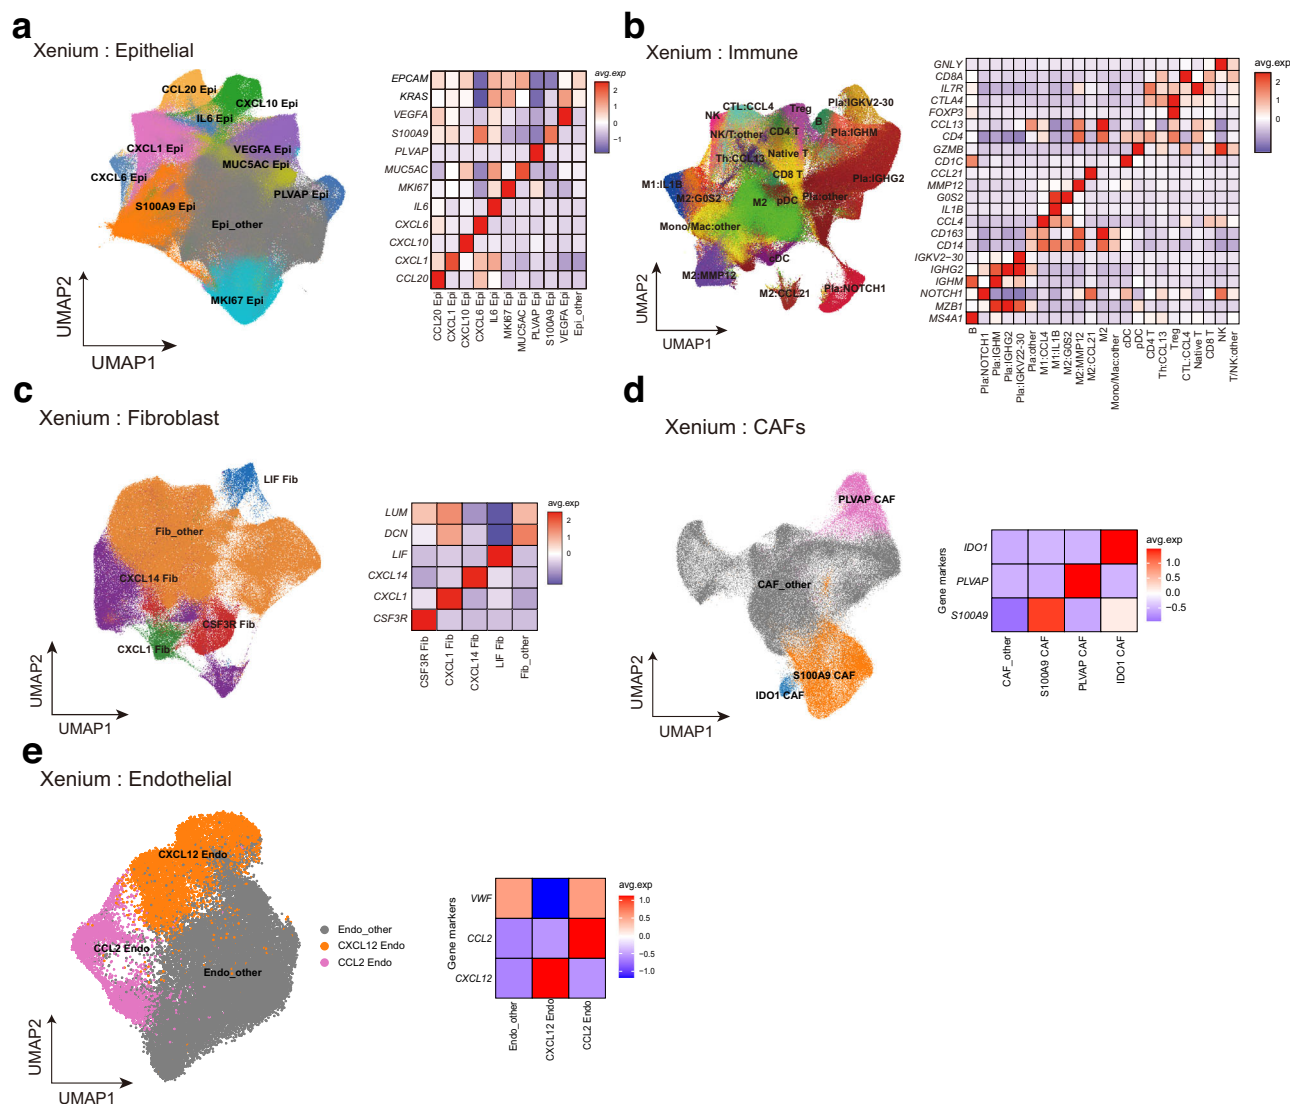 a
Xenium : Epithelial
CCL20 Epi
CXCL10 Epi
IL6 Epi
CXCL1 Epi
VEGFA Epi
MUC5AC Epi
CXCL6 Epi
PLVAP Epi
S100A9 Epi
Epi_other
MKI67 Epi
UMAP2
UMAP1
EPCAM
KRAS
VEGFA
S100A9
PLVAP
MUC5AC
MKI67
IL6
CXCL6
CXCL10
CXCL1
CCL20
CCL20 Epi
CXCL1 Epi
CXCL10 Epi
CXCL6 Epi
IL6 Epi
MKI67 Epi
MUC5AC Epi
PLVAP Epi
S100A9 Epi
VEGFA Epi
Epi_other
avg.exp
2
1
0
−1
b
Xenium : Immune
Pla:IGKV2-30
CTL:CCL4
Treg
NK
B
NK/T:other
CD4 T
Pla:IGHM
Th:CCL13
Native T
CD8 T
Pla:IGHG2
M1:IL1B
M2:G0S2
M2
pDC
Pla:other
Mono/Mac:other
cDC
M2:MMP12
M2:CCL21
Pla:NOTCH1
UMAP2
UMAP1
GNLY
CD8A
IL7R
CTLA4
FOXP3
CCL13
CD4
GZMB
CD1C
CCL21
MMP12
G0S2
IL1B
CCL4
CD163
CD14
IGKV2−30
IGHG2
IGHM
NOTCH1
MZB1
MS4A1
B
Pla:NOTCH1
Pla:IGHM
Pla:IGHG2
Pla:IGKV22-30
Pla:other
M1:CCL4
M1:IL1B
M2:G0S2
M2:MMP12
M2:CCL21
M2
Mono/Mac:other
cDC
pDC
CD4 T
Th:CCL13
Treg
CTL:CCL4
Native T
CD8 T
NK
T/NK:other
avg.exp
2
1
0
c
Xenium : Fibroblast
LIF Fib
Fib_other
CXCL14 Fib
CSF3R Fib
CXCL1 Fib
UMAP2
UMAP1
LUM
DCN
LIF
CXCL14
CXCL1
CSF3R
CSF3R Fib
CXCL1 Fib
CXCL14 Fib
LIF Fib
Fib_other
avg.exp
2
1
0
−1
d
Xenium : CAFs
PLVAP CAF
CAF_other
S100A9 CAF
IDO1 CAF
UMAP2
UMAP1
Gene markers
IDO1
PLVAP
S100A9
CAF_other
S100A9 CAF
PLVAP CAF
IDO1 CAF
avg.exp
1.0
0.5
0.0
−0.5
e
Xenium : Endothelial
CXCL12 Endo
CCL2 Endo
Endo_other
UMAP2
UMAP1
Endo_other
CXCL12 Endo
CCL2 Endo
Gene markers
VWF
CCL2
CXCL12
Endo_other
CXCL12 Endo
CCL2 Endo
avg.exp
1.0
0.5
0.0
−0.5
−1.0